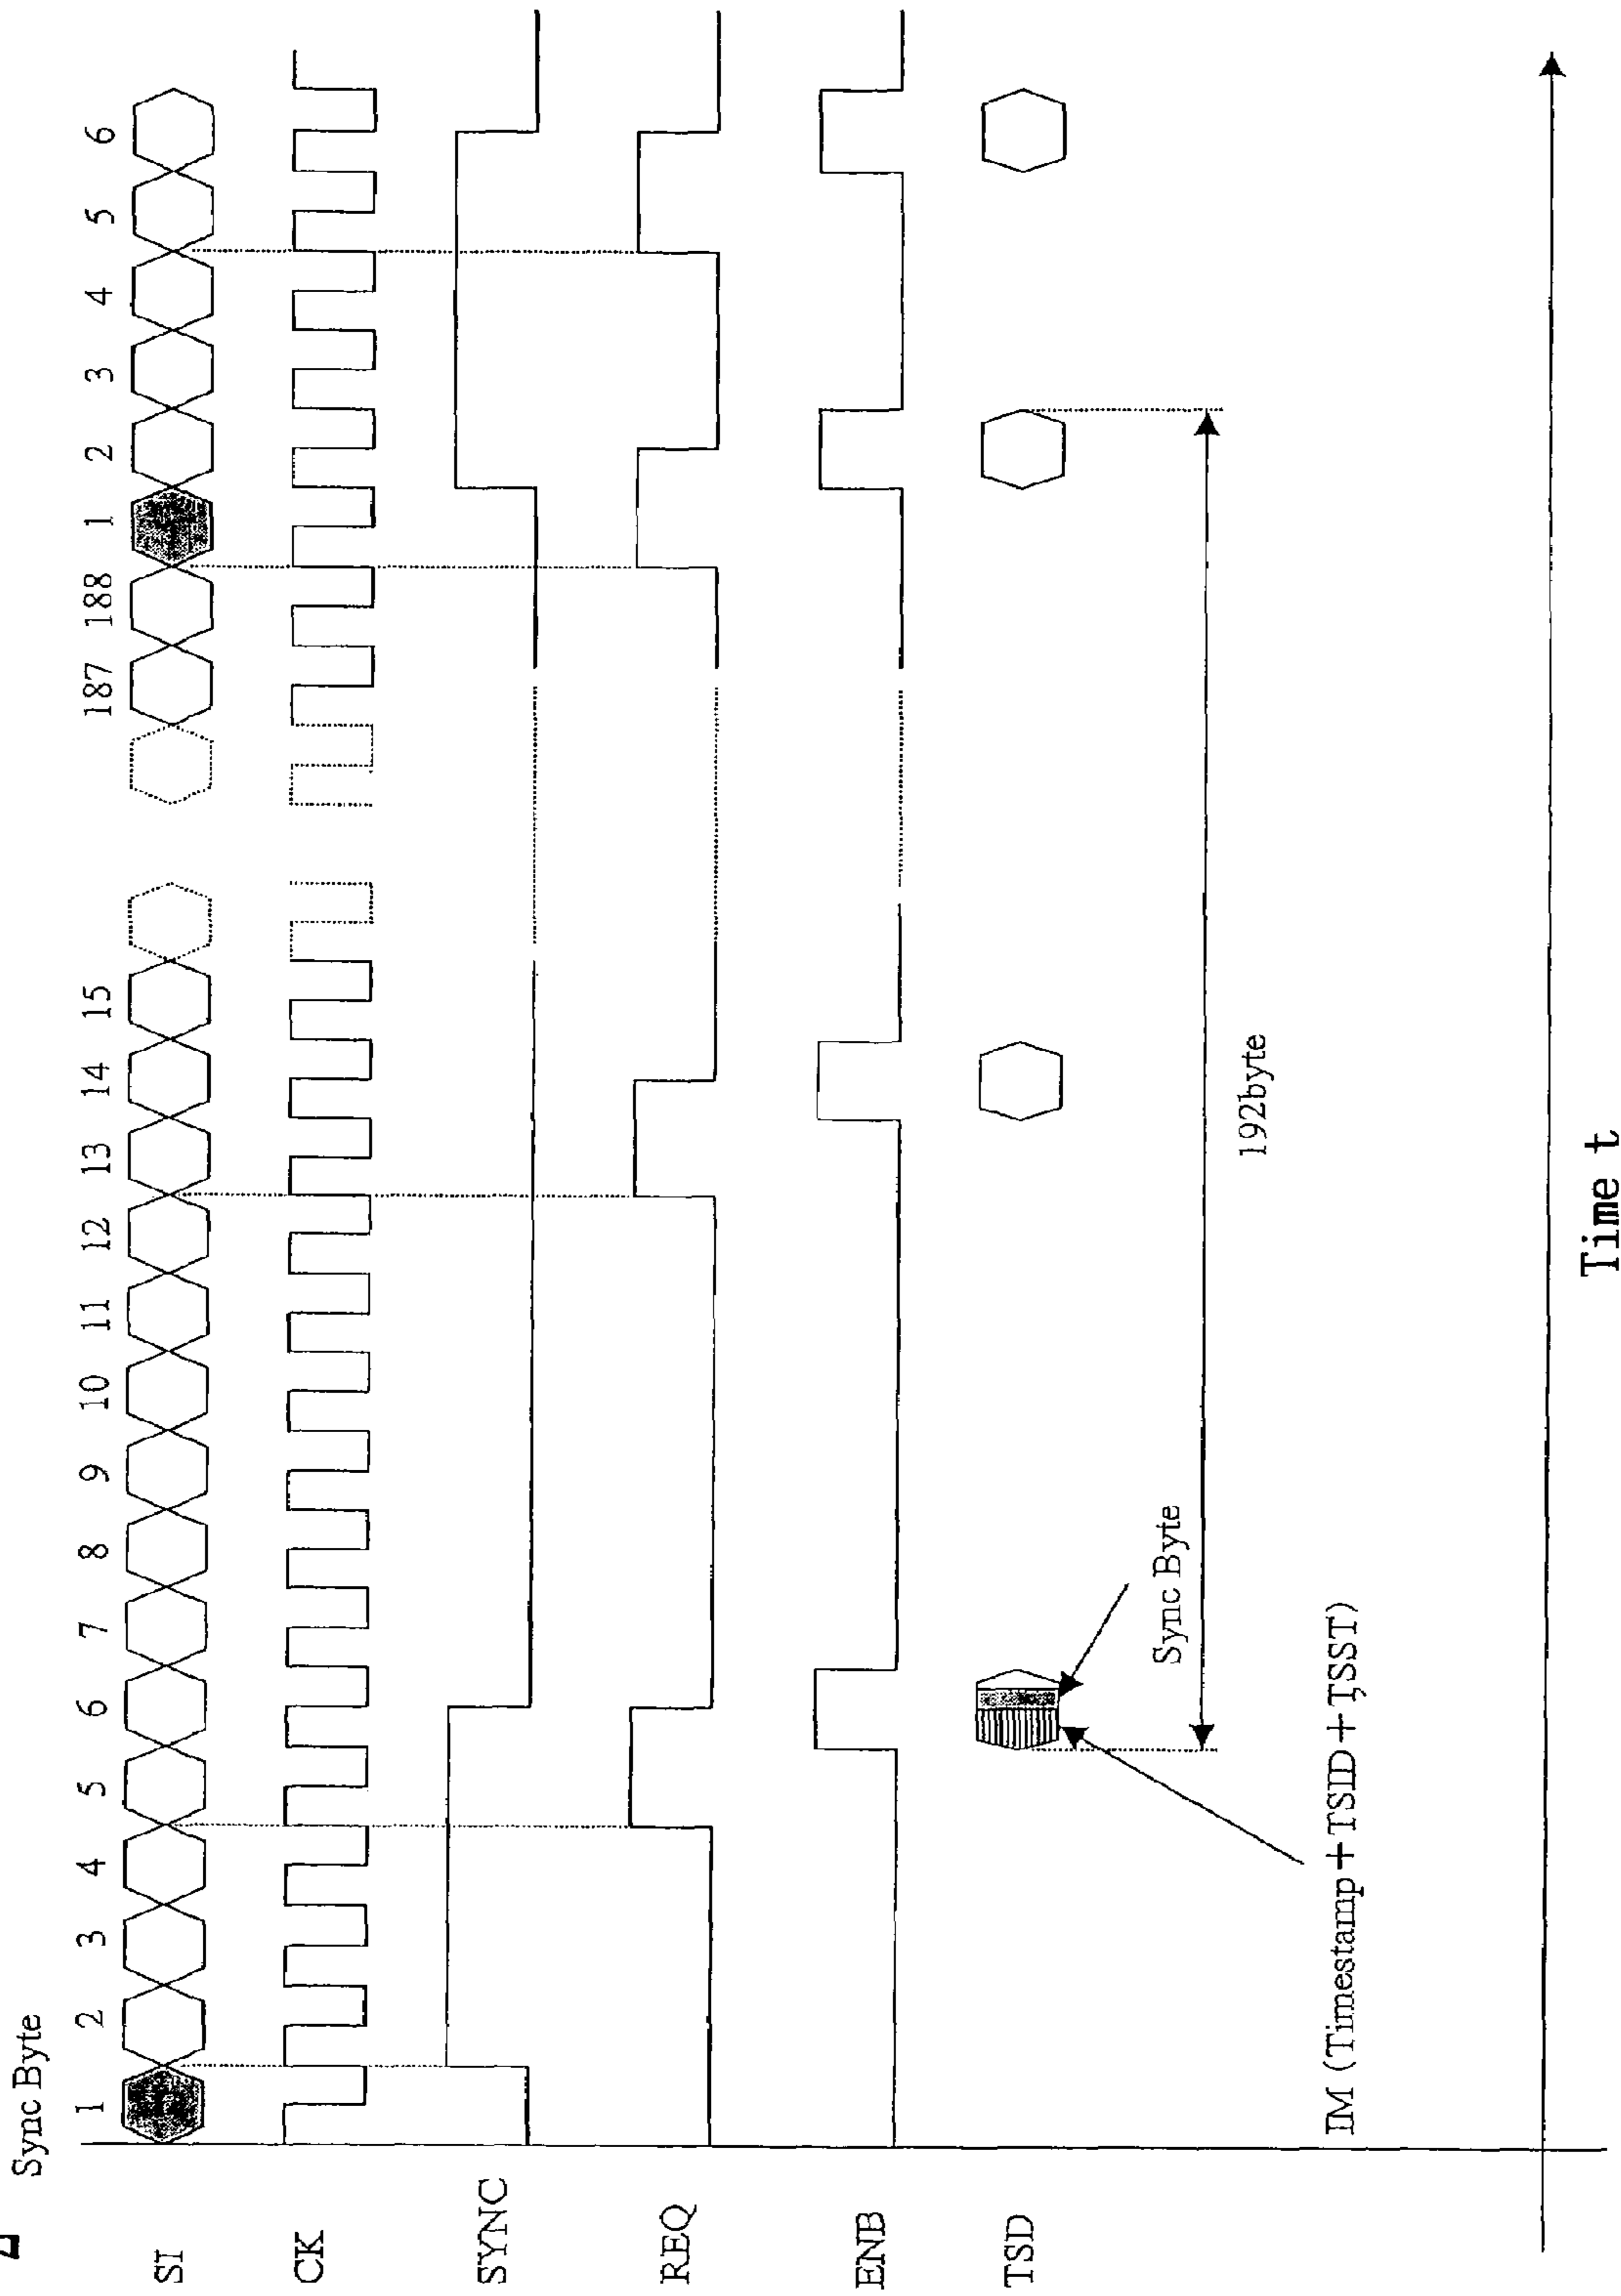 Sync Byte
1 2 3 4 5 6 7 8 9 10 11 12 13 14 15 187 188 1 2 3 4 5 6
SI
CK
SYNC
REQ
ENB
TSD
Sync Byte
192byte
IM (Timestamp+TSID+TSST)
Time t